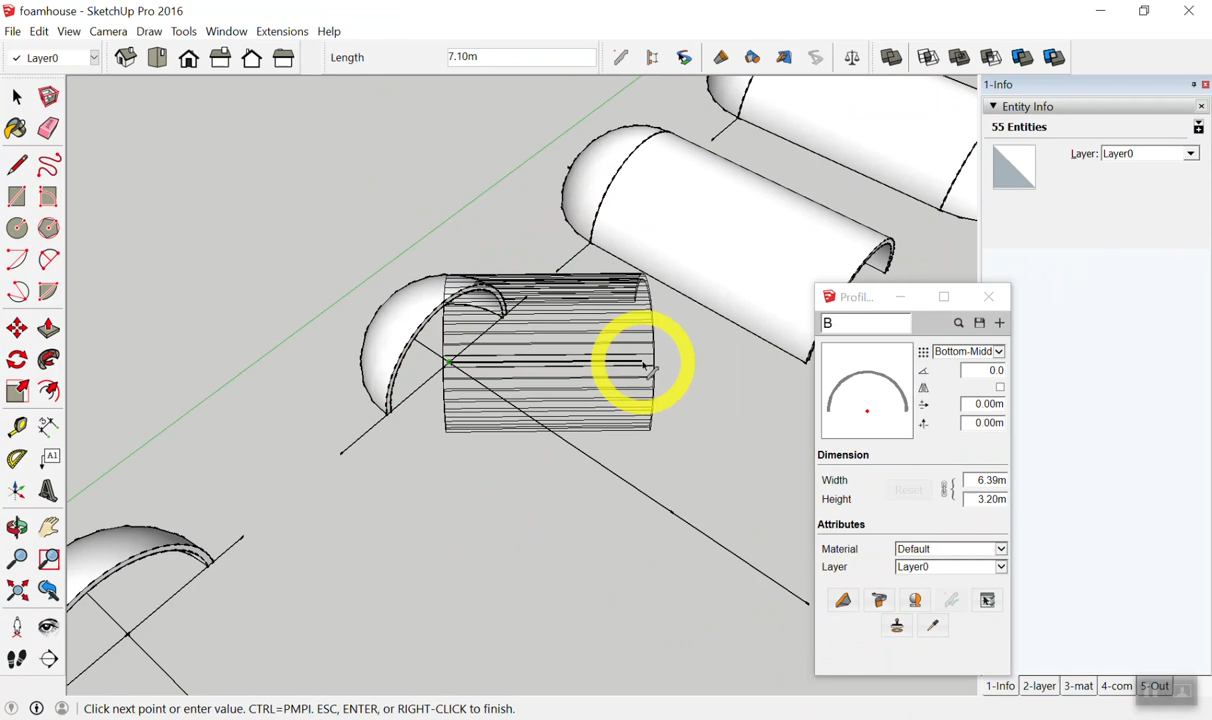 foamhouse - SketchUp Pro 2016
File Edit View Camera Draw Tools Window Extensions Help
Layer0
Length
7.10m
1-Info
Entity Info
55 Entities
Layer: Layer0
Profil...
B
Bottom-Midd
0.0
0.00m
0.00m
Dimension
Width
Reset
6.39m
Height
3.20m
Attributes
Material
Default
Layer
Layer0
A1
1-Info 2-layer 3-mat 4-com 5-Out
Click next point or enter value. CTRL=PMPI. ESC, ENTER, or RIGHT-CLICK to finish.